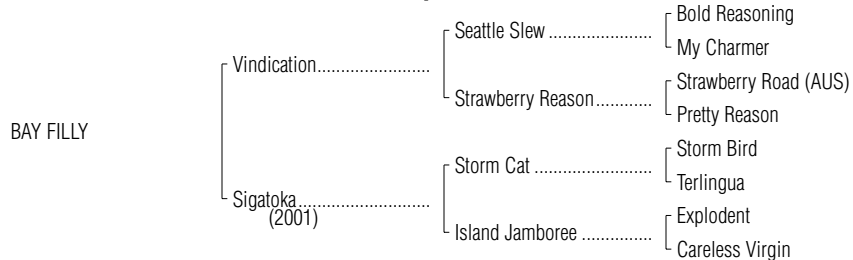 Bold Reasoning
Seattle Slew ......................
My Charmer
Vindication........................
Strawberry Road (AUS)
Strawberry Reason............
Pretty Reason
BAY FILLY
Storm Bird
Storm Cat .........................
Terlingua
Sigatoka............................
(2001)
Explodent
Island Jamboree ...............
Careless Virgin